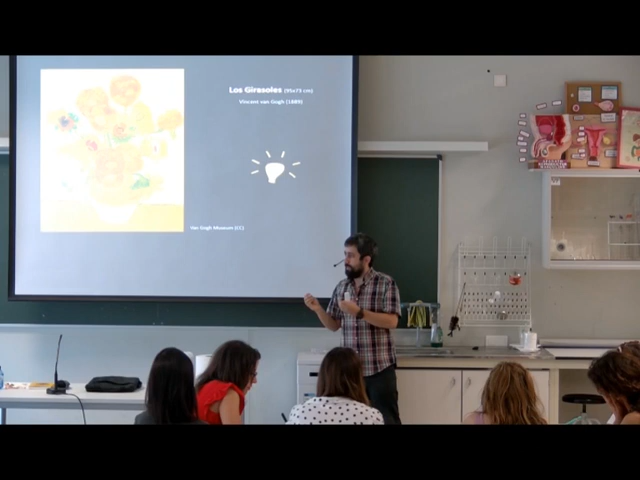 Los Girasoles (95x73 cm)
Vincent van Gogh (1889)
Van Gogh Museum (CC)